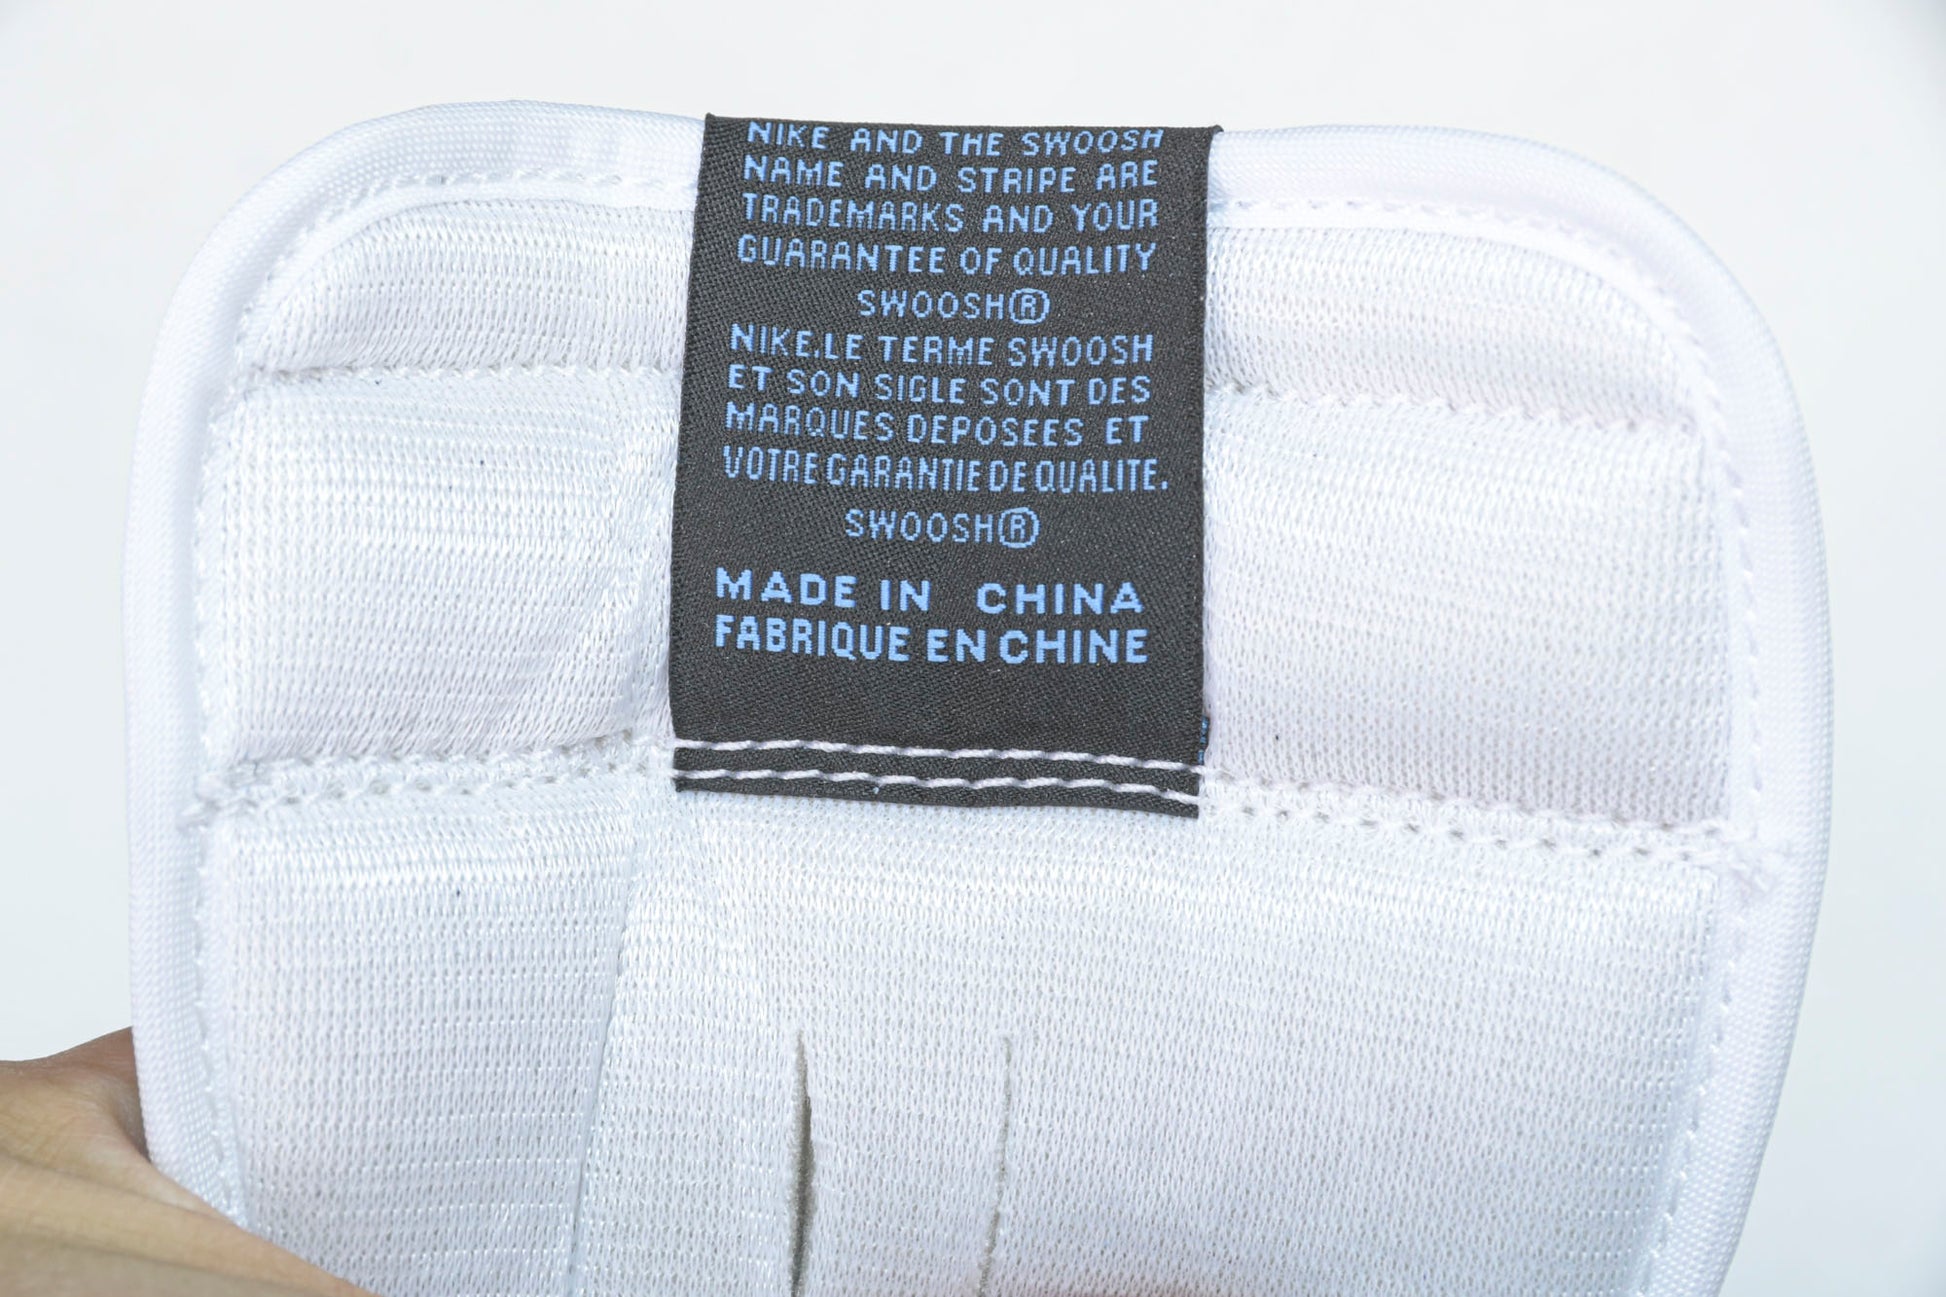 NIKE AND THE SWOOSH
NAME AND STRIPE ARE
TRADEMARKS AND YOUR
GUARANTEE OF QUALITY
SWOOSH®
NIKE.LE TERME SWOOSH
ET SON SIGLE SONT DES
MARQUES DEPOSEES ET
VOTRE GARANTIE DE QUALITE.
SWOOSH®
MADE IN CHINA
FABRIQUE EN CHINE